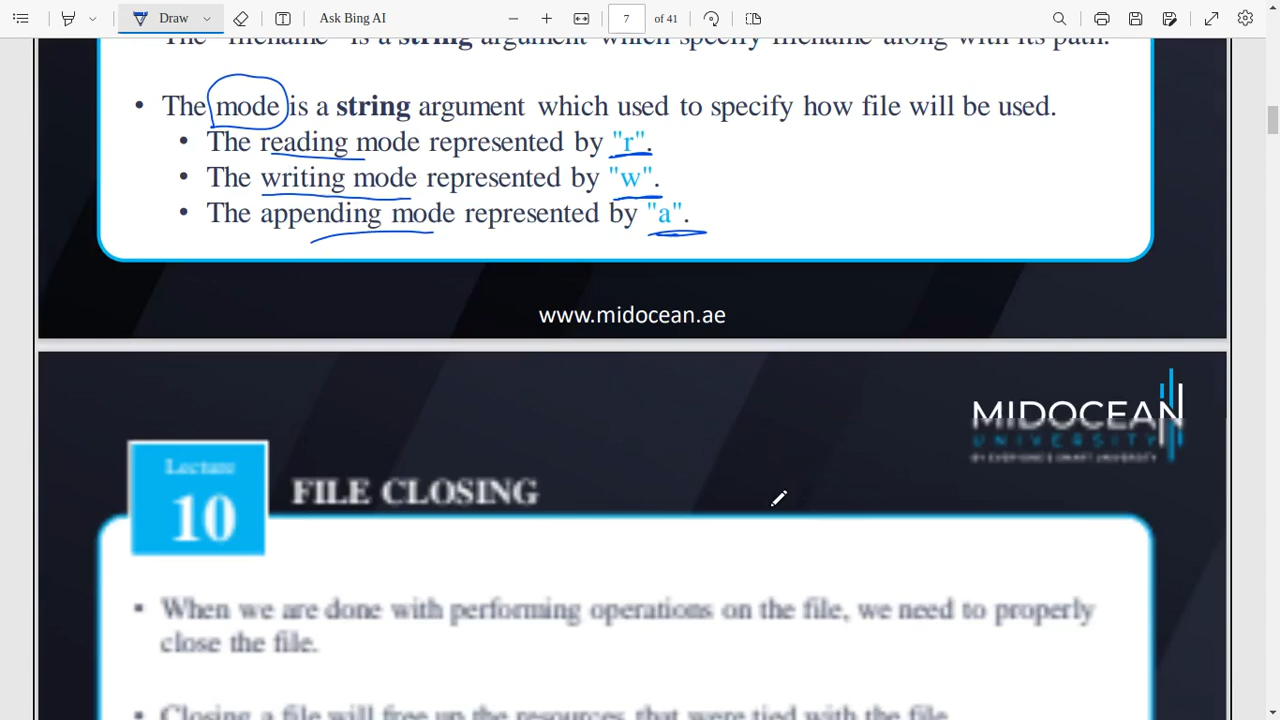 Draw
Ask Bing AI
7 of 41
The "filename" is a string argument which specify filename along with its path.
• The mode is a string argument which used to specify how file will be used.
• The reading mode represented by "r".
• The writing mode represented by "w".
• The appending mode represented by "a".
www.midocean.ae
MIDOCEAN
UNIVERSITY
BY EVERYONE'S SMART UNIVERSITY
Lecture
10
FILE CLOSING
• When we are done with performing operations on the file, we need to properly
close the file.
• Closing a file will free up the resources that were tied with the file.